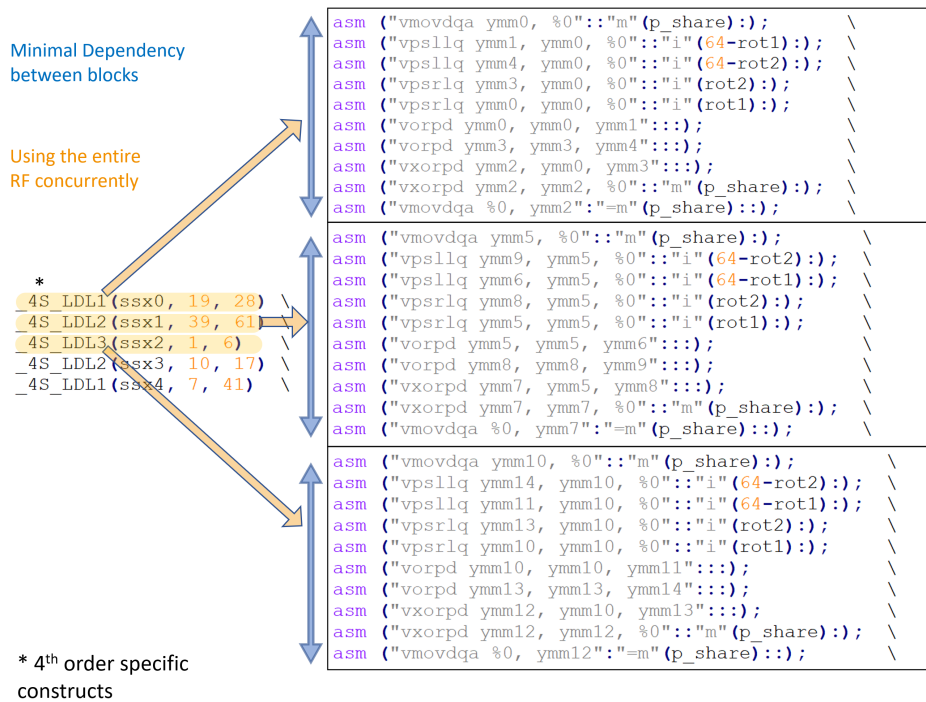 Minimal Dependency
between blocks
Using the entire
RF concurrently
*
_4S_LDL1(ssx0, 19, 28) \
_4S_LDL2(ssx1, 39, 61) \
_4S_LDL3(ssx2, 1, 6) \
_4S_LDL2(ssx3, 10, 17) \
_4S_LDL1(ssx4, 7, 41) \
* 4th order specific
constructs
asm ("vmovdqa ymm0, %0"::"m"(p_share):); \
asm ("vpsllq ymm1, ymm0, %0"::"i"(64-rot1):); \
asm ("vpsllq ymm4, ymm0, %0"::"i"(64-rot2):); \
asm ("vpsrlq ymm3, ymm0, %0"::"i"(rot2):); \
asm ("vpsrlq ymm0, ymm0, %0"::"i"(rot1):); \
asm ("vorpd ymm0, ymm0, ymm1":::); \
asm ("vorpd ymm3, ymm3, ymm4":::); \
asm ("vxorpd ymm2, ymm0, ymm3":::); \
asm ("vxorpd ymm2, ymm2, %0"::"m"(p_share):); \
asm ("vmovdqa %0, ymm2":"=m"(p_share)::); \
asm ("vmovdqa ymm5, %0"::"m"(p_share):); \
asm ("vpsllq ymm9, ymm5, %0"::"i"(64-rot2):); \
asm ("vpsllq ymm6, ymm5, %0"::"i"(64-rot1):); \
asm ("vpsrlq ymm8, ymm5, %0"::"i"(rot2):); \
asm ("vpsrlq ymm5, ymm5, %0"::"i"(rot1):); \
asm ("vorpd ymm5, ymm5, ymm6":::); \
asm ("vorpd ymm8, ymm8, ymm9":::); \
asm ("vxorpd ymm7, ymm5, ymm8":::); \
asm ("vxorpd ymm7, ymm7, %0"::"m"(p_share):); \
asm ("vmovdqa %0, ymm7":"=m"(p_share)::); \
asm ("vmovdqa ymm10, %0"::"m"(p_share):); \
asm ("vpsllq ymm14, ymm10, %0"::"i"(64-rot2):); \
asm ("vpsllq ymm11, ymm10, %0"::"i"(64-rot1):); \
asm ("vpsrlq ymm13, ymm10, %0"::"i"(rot2):); \
asm ("vpsrlq ymm10, ymm10, %0"::"i"(rot1):); \
asm ("vorpd ymm10, ymm10, ymm11":::); \
asm ("vorpd ymm13, ymm13, ymm14":::); \
asm ("vxorpd ymm12, ymm10, ymm13":::); \
asm ("vxorpd ymm12, ymm12, %0"::"m"(p_share):); \
asm ("vmovdqa %0, ymm12":"=m"(p_share)::); \